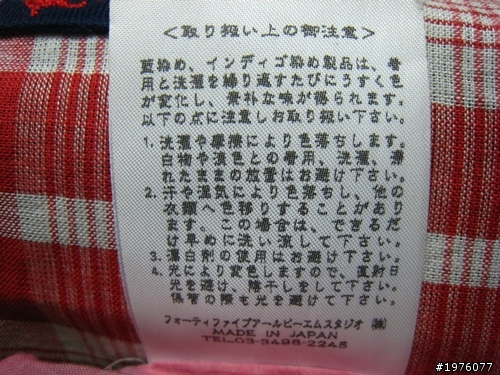 ＜取り扱い上の御注意＞
藍染め、インディゴ染め製品は、着
用と洗濯を繰り返すたびにうすく色
が変化し、素朴な味が得られます。
以下の点に注意しお取り扱い下さい。
1. 洗濯や摩擦により色落ちします。
白物や淡色との着用、洗濯、濡
れたままの放置はお避け下さい。
2. 汗や湿気により色落ちし、他の
衣類へ色移りすることがあり
ます。この場合は、できるだ
け早めに洗い流して下さい。
3. 漂白剤の使用はお避け下さい。
4. 光により変色しますので、直射日
光を避け、陰干しをして下さい。
保管の際も光を避けて下さい。
フォーティファイブアールピーエムスタジオ ㈱
MADE IN JAPAN
TEL.03-3498-2245
#1976077